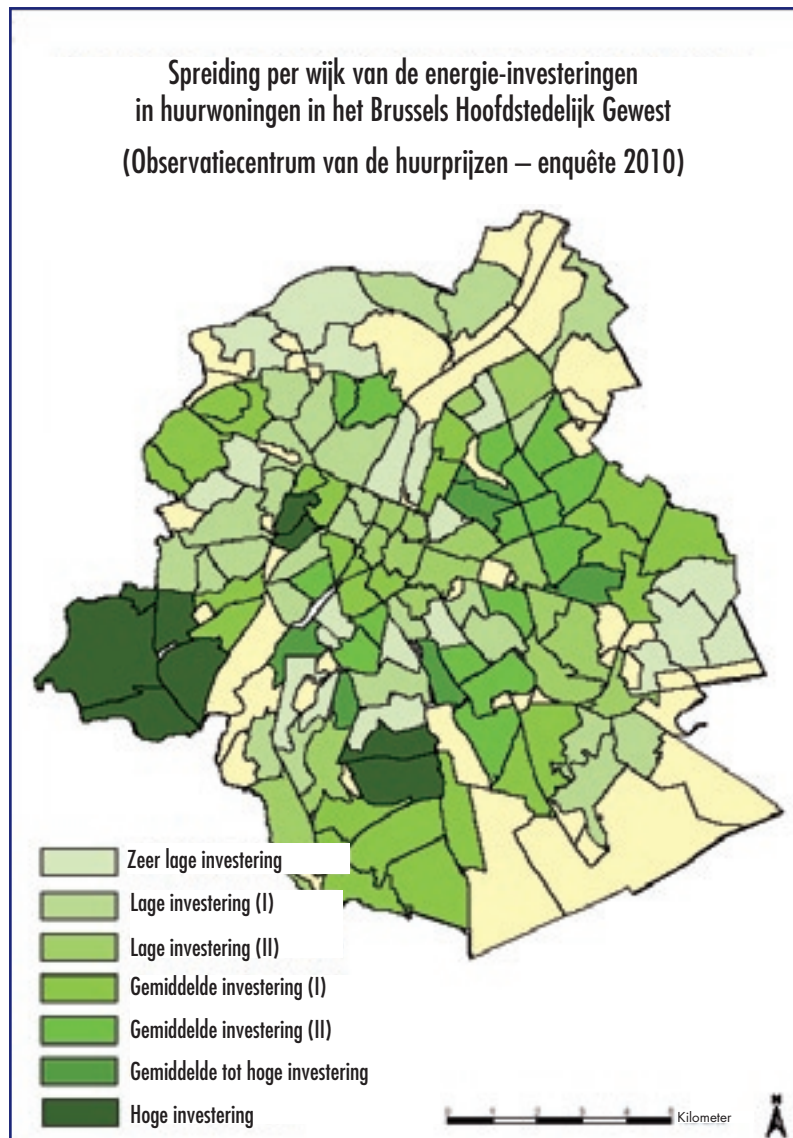 Spreiding per wijk van de energie-investeringen
in huurwoningen in het Brussels Hoofdstedelijk Gewest
(Observatiecentrum van de huurprijzen – enquête 2010)
Zeer lage investering
Lage investering (I)
Lage investering (II)
Gemiddelde investering (I)
Gemiddelde investering (II)
Gemiddelde tot hoge investering
Hoge investering
Kilometer
N